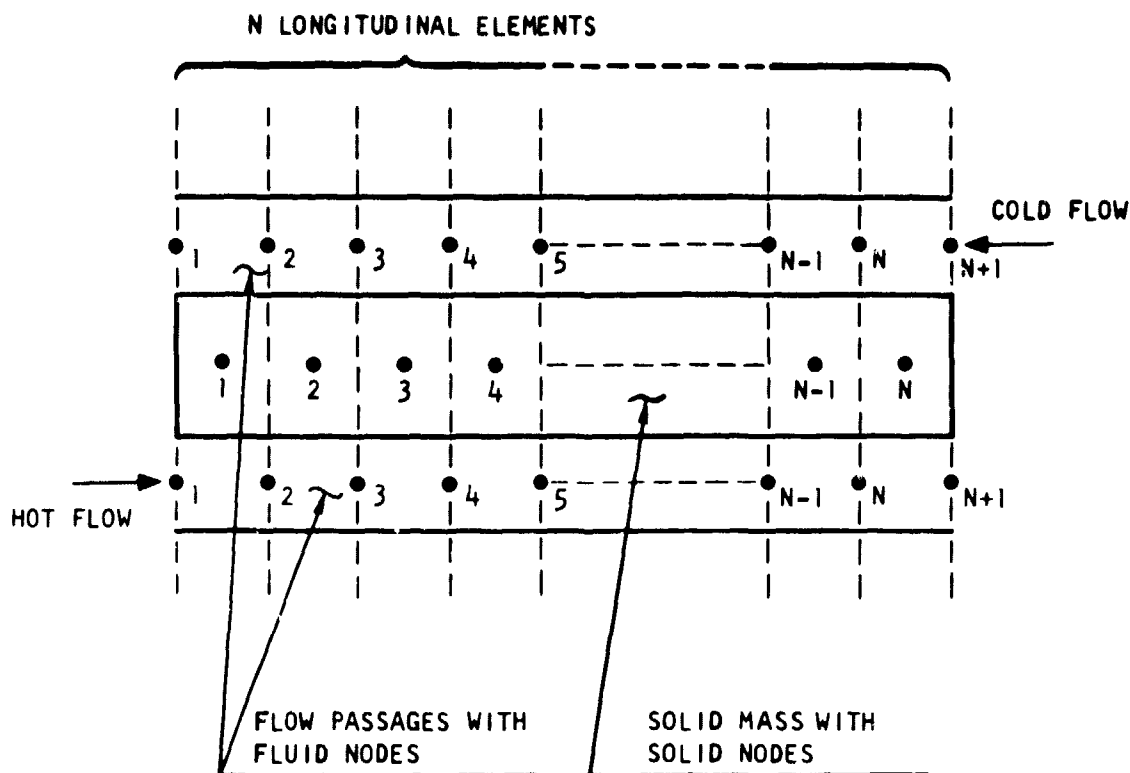 N LONGITUDINAL ELEMENTS
COLD FLOW
1 2 3 4 5 N-1 N N+1
1 2 3 4 N-1 N
1 2 3 4 5 N-1 N N+1
HOT FLOW
FLOW PASSAGES WITH
FLUID NODES
SOLID MASS WITH
SOLID NODES